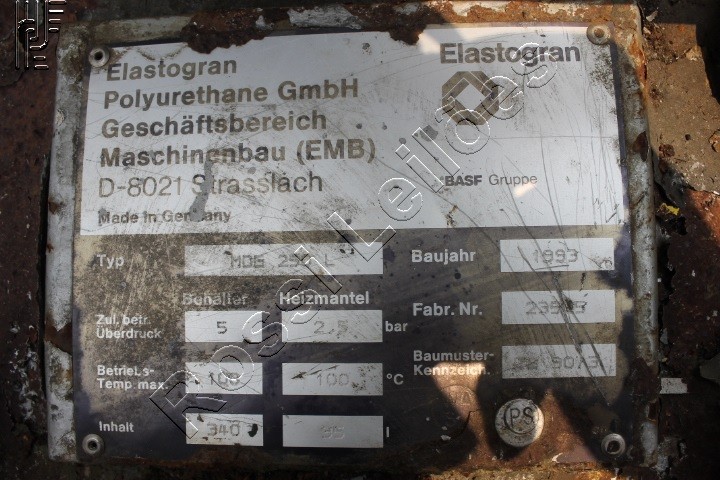 Elastogran
Polyurethane GmbH
Geschäftsbereich
Maschinenbau (EMB)
D-8021 Strasslach
Made in Germany
Elastogran
BASF Gruppe
Typ
Baujahr 1993
Behälter Heizmantel
Zul. betr. Überdruck 5 2,5 bar
Fabr. Nr.
Betriebs-Temp. max. 100 100 °C
Baumuster-Kennzeich.
Inhalt 340 l
PS
Rossi Leilões